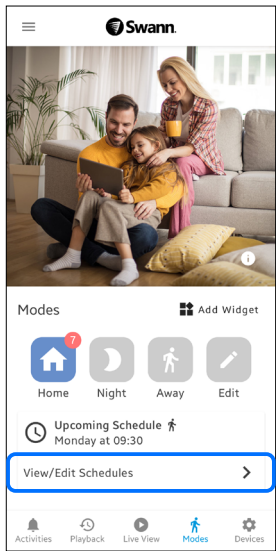 Swann.
Modes
Add Widget
7
Home
Night
Away
Edit
Upcoming Schedule
Monday at 09:30
View/Edit Schedules
Activities
Playback
Live View
Modes
Devices